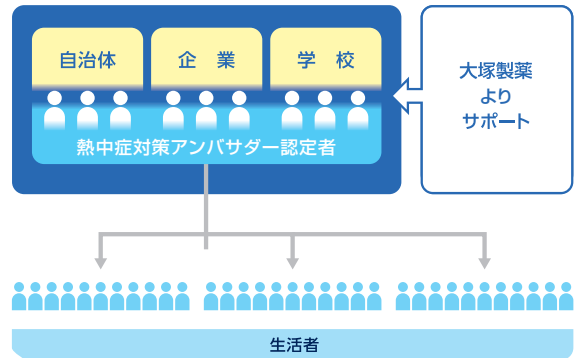 自治体
企業
学校
熱中症対策アンバサダー認定者
大塚製薬
より
サポート
生活者